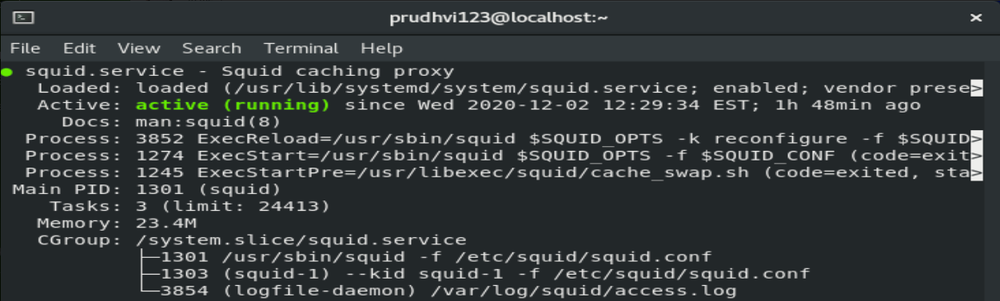 prudhvi123@localhost:~ ×
File Edit View Search Terminal Help
● squid.service - Squid caching proxy
   Loaded: loaded (/usr/lib/systemd/system/squid.service; enabled; vendor prese>
   Active: active (running) since Wed 2020-12-02 12:29:34 EST; 1h 48min ago
     Docs: man:squid(8)
  Process: 3852 ExecReload=/usr/sbin/squid $SQUID_OPTS -k reconfigure -f $SQUID>
  Process: 1274 ExecStart=/usr/sbin/squid $SQUID_OPTS -f $SQUID_CONF (code=exit>
  Process: 1245 ExecStartPre=/usr/libexec/squid/cache_swap.sh (code=exited, sta>
 Main PID: 1301 (squid)
    Tasks: 3 (limit: 24413)
   Memory: 23.4M
   CGroup: /system.slice/squid.service
           ├─1301 /usr/sbin/squid -f /etc/squid/squid.conf
           ├─1303 (squid-1) --kid squid-1 -f /etc/squid/squid.conf
           └─3854 (logfile-daemon) /var/log/squid/access.log